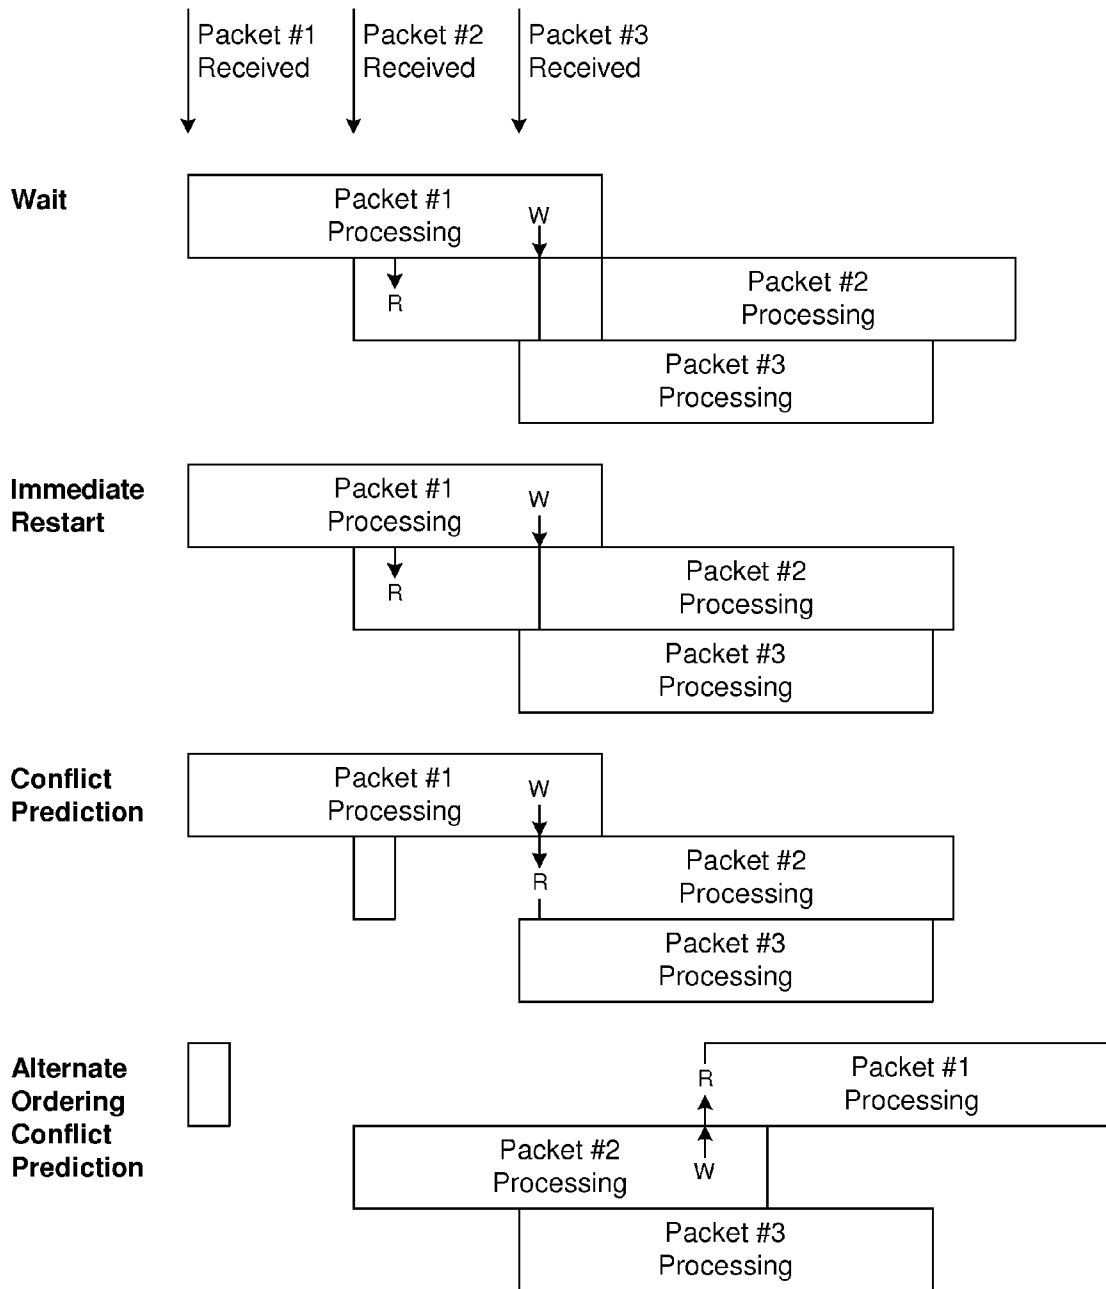 Packet #1
Received
Packet #2
Received
Packet #3
Received
Wait
Packet #1
Processing
W
R
Packet #2
Processing
Packet #3
Processing
Immediate
Restart
Packet #1
Processing
W
R
Packet #2
Processing
Packet #3
Processing
Conflict
Prediction
Packet #1
Processing
W
R
Packet #2
Processing
Packet #3
Processing
Alternate
Ordering
Conflict
Prediction
R
Packet #1
Processing
Packet #2
Processing
W
Packet #3
Processing